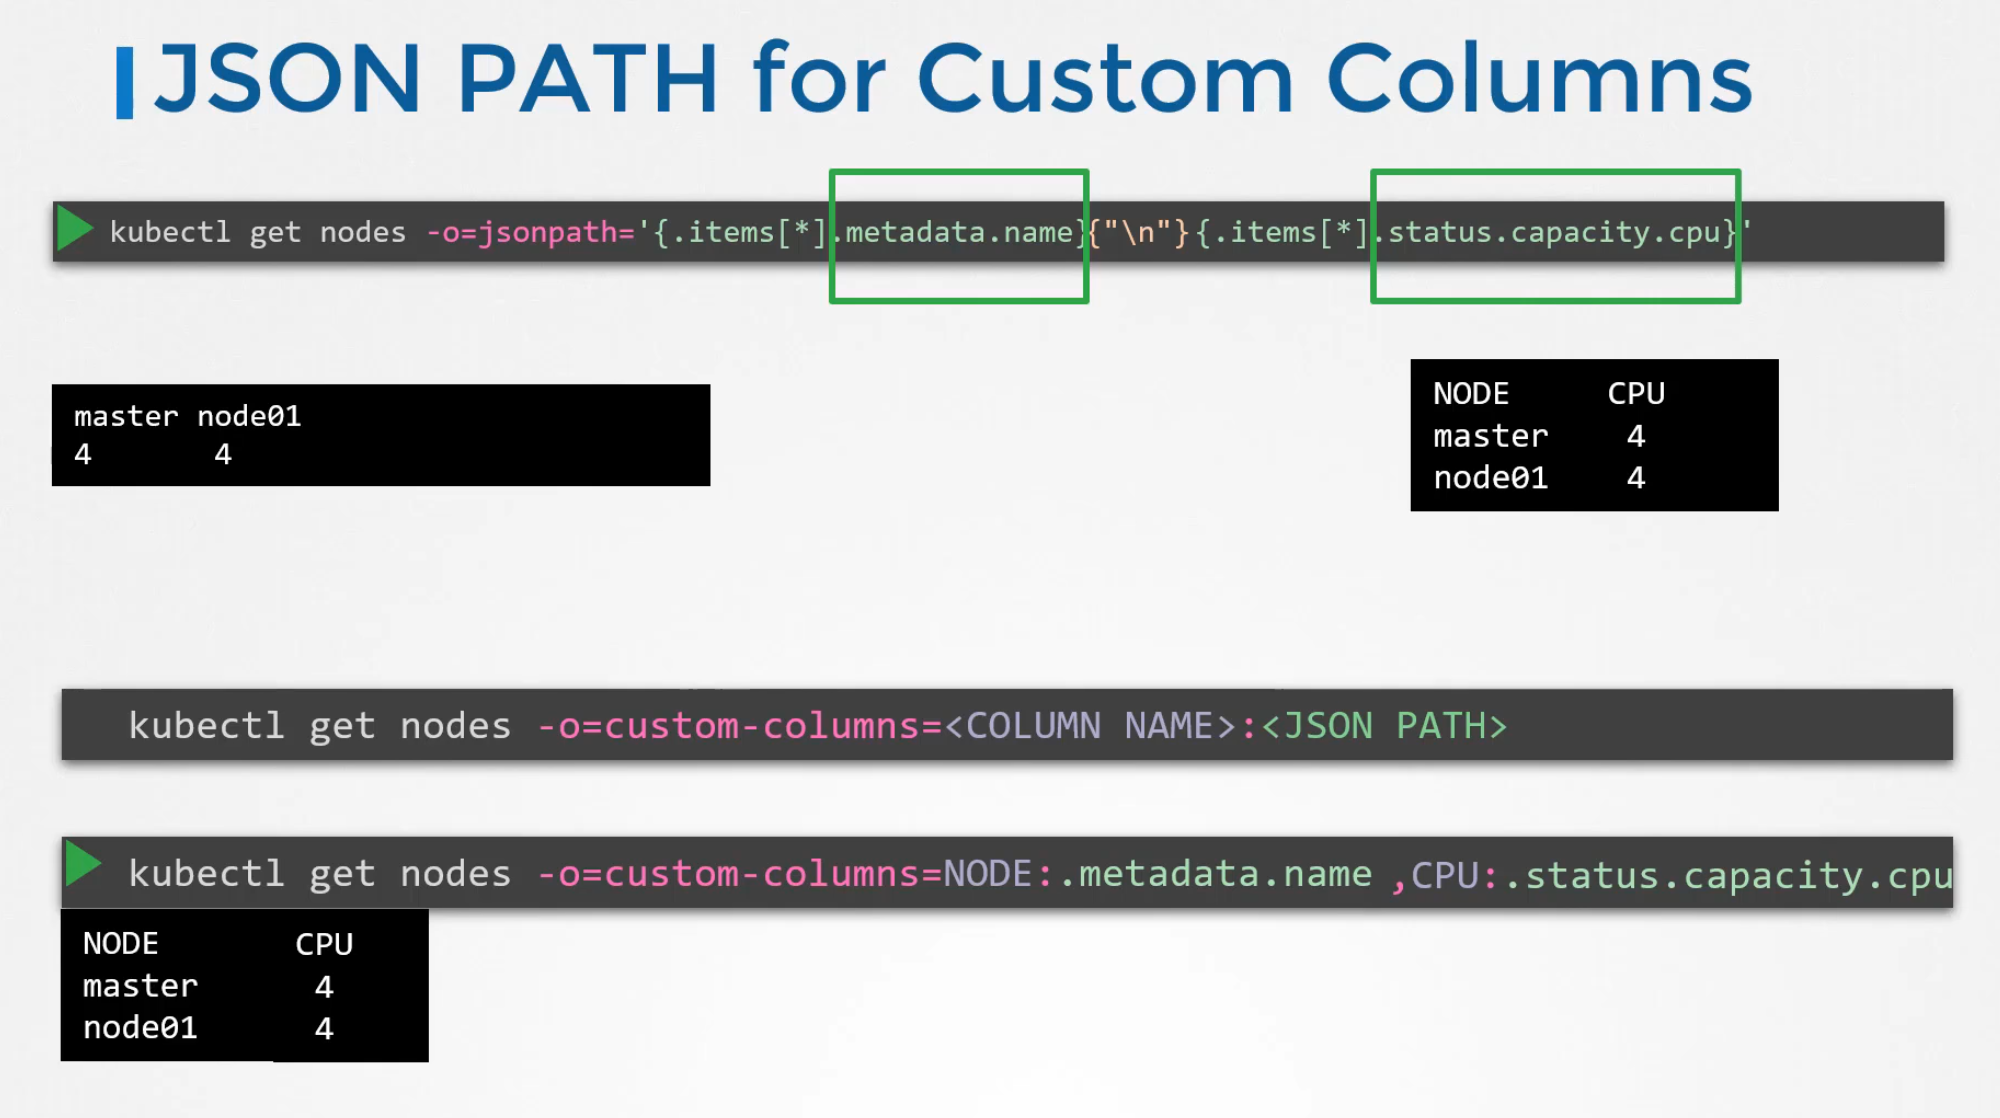 JSON PATH for Custom Columns
kubectl get nodes -o=jsonpath='{.items[*].metadata.name}{"\n"}{.items[*].status.capacity.cpu}'
master node01
4 4
NODE CPU
master 4
node01 4
kubectl get nodes -o=custom-columns=<COLUMN NAME>:<JSON PATH>
kubectl get nodes -o=custom-columns=NODE:.metadata.name ,CPU:.status.capacity.cpu
NODE CPU
master 4
node01 4